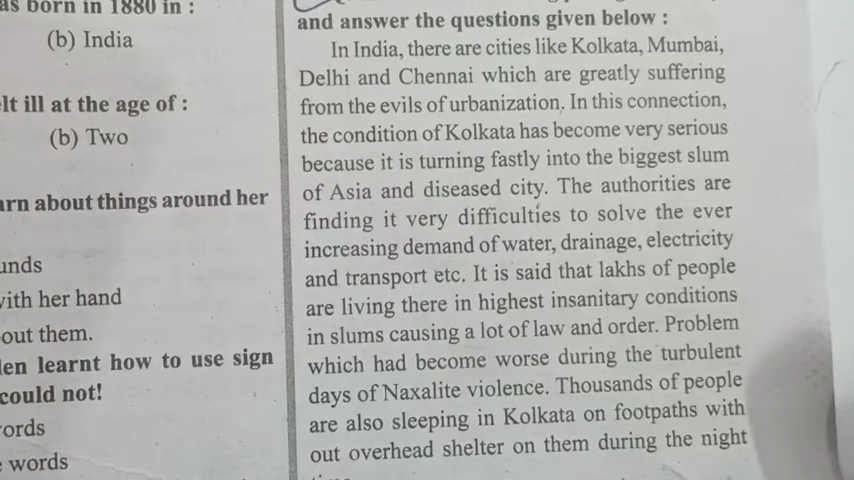 as born in 1880 in :
(b) India
elt ill at the age of :
(b) Two
arn about things around her
unds
with her hand
out them.
len learnt how to use sign
could not!
ords
words
and answer the questions given below :
In India, there are cities like Kolkata, Mumbai,
Delhi and Chennai which are greatly suffering
from the evils of urbanization. In this connection,
the condition of Kolkata has become very serious
because it is turning fastly into the biggest slum
of Asia and diseased city. The authorities are
finding it very difficulties to solve the ever
increasing demand of water, drainage, electricity
and transport etc. It is said that lakhs of people
are living there in highest insanitary conditions
in slums causing a lot of law and order. Problem
which had become worse during the turbulent
days of Naxalite violence. Thousands of people
are also sleeping in Kolkata on footpaths with
out overhead shelter on them during the night